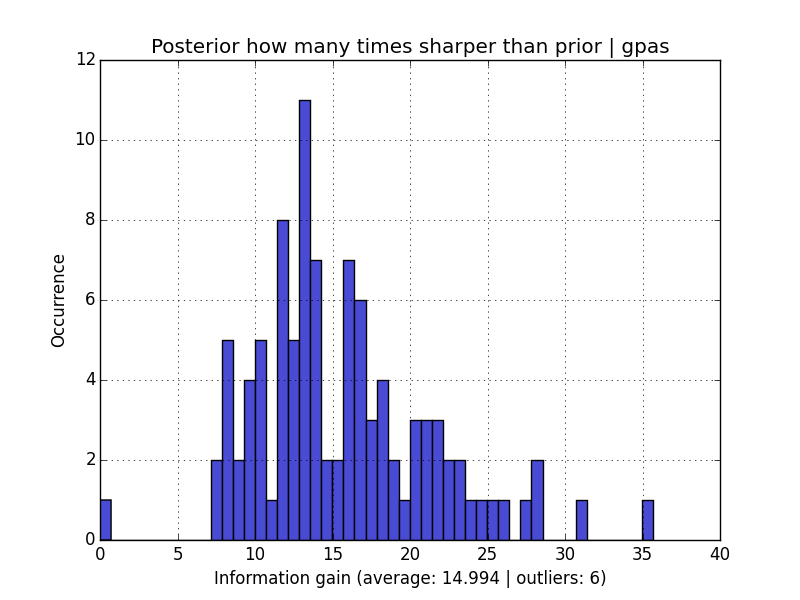 Posterior how many times sharper than prior | gpas
12
10
8
6
4
2
0
Occurrence
0 5 10 15 20 25 30 35 40
Information gain (average: 14.994 | outliers: 6)